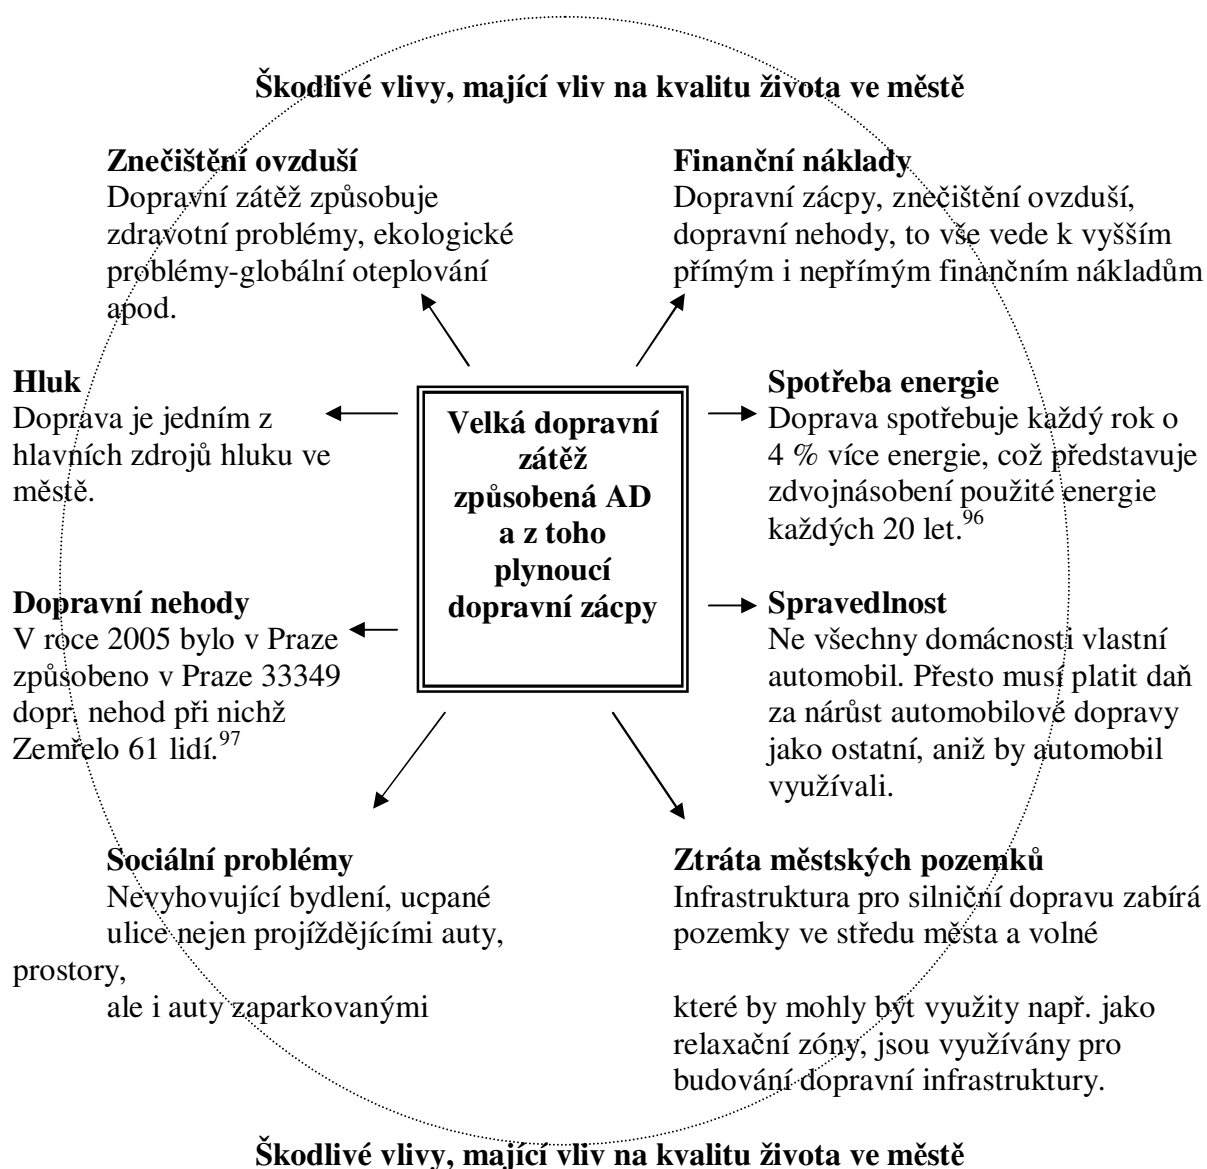 Škodlivé vlivy, mající vliv na kvalitu života ve městě
Znečištění ovzduší
Dopravní zátěž způsobuje
zdravotní problémy, ekologické
problémy-globální oteplování
apod.
Finanční náklady
Dopravní zácpy, znečištění ovzduší,
dopravní nehody, to vše vede k vyšším
přímým i nepřímým finančním nákladům
Hluk
Doprava je jedním z
hlavních zdrojů hluku ve
městě.
Velká dopravní
zátěž
způsobená AD
a z toho
plynoucí
dopravní zácpy
Spotřeba energie
Doprava spotřebuje každý rok o
4 % více energie, což představuje
zdvojnásobení použité energie
každých 20 let.96
Dopravní nehody
V roce 2005 bylo v Praze
způsobeno v Praze 33349
dopr. nehod při nichž
Zemřelo 61 lidí.97
Spravedlnost
Ne všechny domácnosti vlastní
automobil. Přesto musí platit daň
za nárůst automobilové dopravy
jako ostatní, aniž by automobil
využívali.
Sociální problémy
Nevyhovující bydlení, ucpané
ulice nejen projíždějícími auty,
prostory,
ale i auty zaparkovanými
Ztráta městských pozemků
Infrastruktura pro silniční dopravu zabírá
pozemky ve středu města a volné
které by mohly být využity např. jako
relaxační zóny, jsou využívány pro
budování dopravní infrastruktury.
Škodlivé vlivy, mající vliv na kvalitu života ve městě